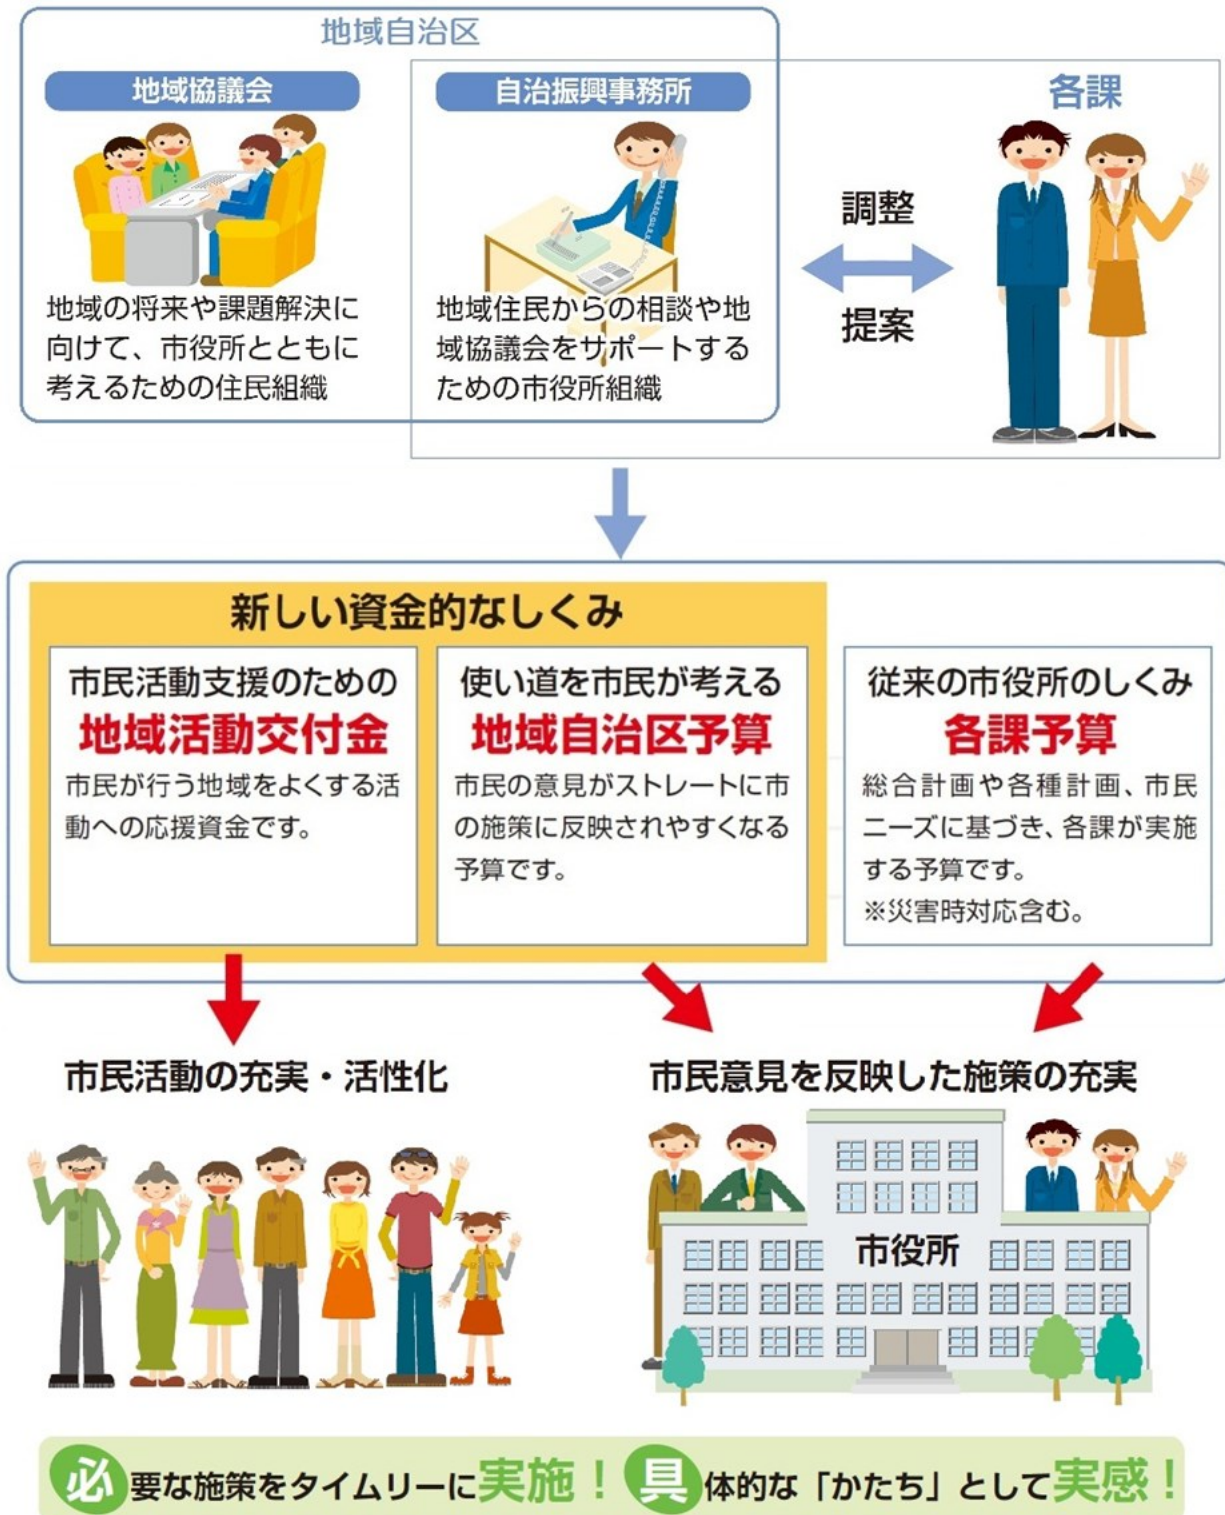 地域自治区
地域協議会
地域の将来や課題解決に
向けて、市役所とともに
考えるための住民組織
自治振興事務所
地域住民からの相談や地
域協議会をサポートする
ための市役所組織
調整
提案
各課
新しい資金的なしくみ
市民活動支援のための
地域活動交付金
市民が行う地域をよくする活
動への応援資金です。
使い道を市民が考える
地域自治区予算
市民の意見がストレートに市
の施策に反映されやすくなる
予算です。
従来の市役所のしくみ
各課予算
総合計画や各種計画、市民
ニーズに基づき、各課が実施
する予算です。
※災害時対応含む。
市民活動の充実・活性化
市民意見を反映した施策の充実
市役所
必要な施策をタイムリーに実施！具体的な「かたち」として実感！